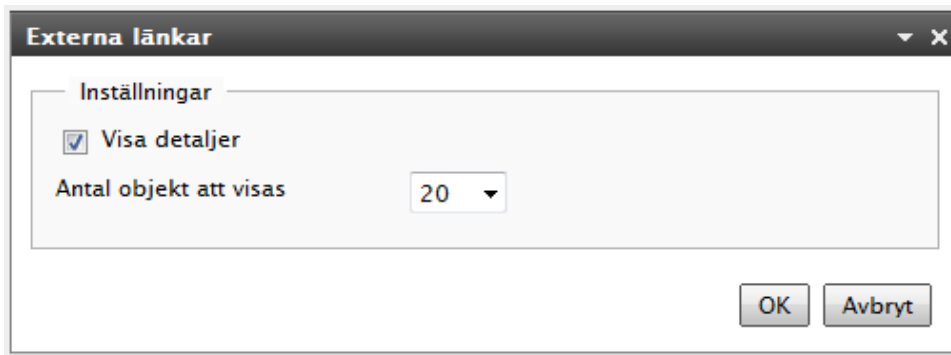 Externa länkar
Inställningar
Visa detaljer
Antal objekt att visas 20
OK Avbryt